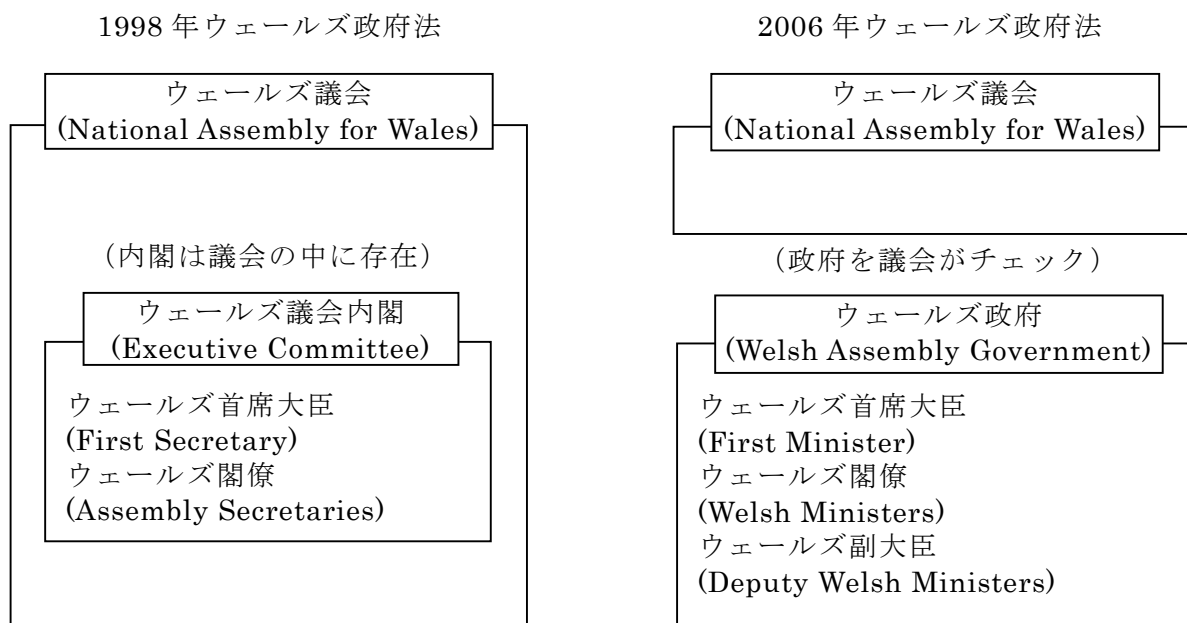 1998 年ウェールズ政府法
ウェールズ議会
(National Assembly for Wales)
（内閣は議会の中に存在）
ウェールズ議会内閣
(Executive Committee)
ウェールズ首席大臣
(First Secretary)
ウェールズ閣僚
(Assembly Secretaries)
2006 年ウェールズ政府法
ウェールズ議会
(National Assembly for Wales)
（政府を議会がチェック）
ウェールズ政府
(Welsh Assembly Government)
ウェールズ首席大臣
(First Minister)
ウェールズ閣僚
(Welsh Ministers)
ウェールズ副大臣
(Deputy Welsh Ministers)